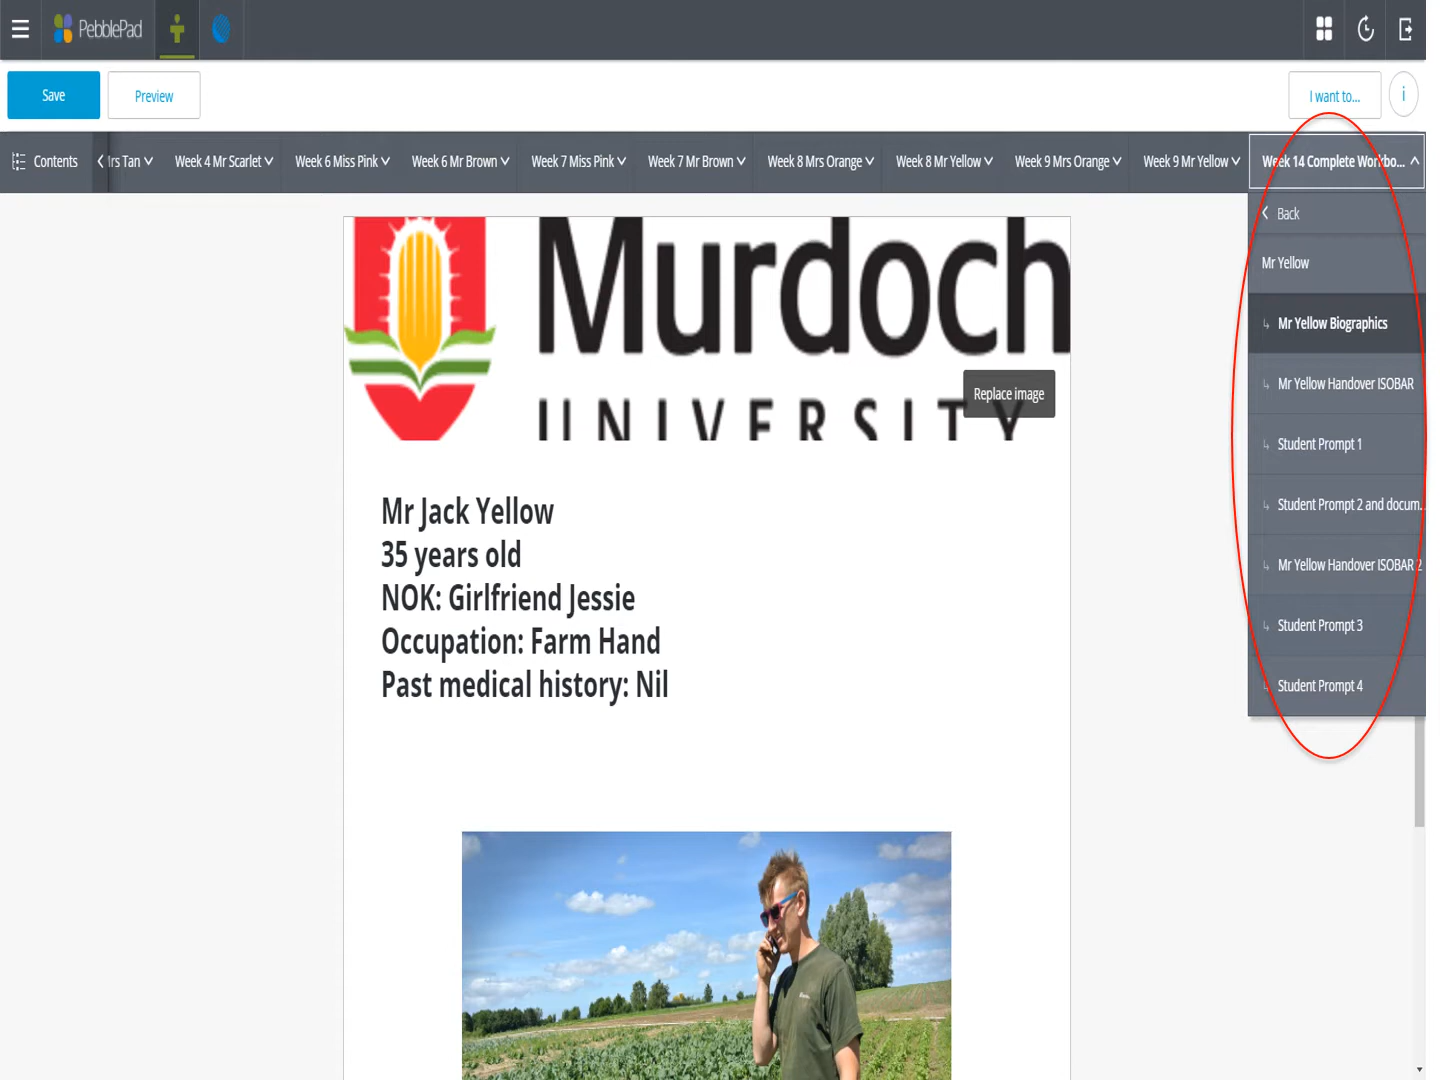 PebblePad
Save
Preview
I want to...
i
Contents
rs Tan
Week 4 Mr Scarlet
Week 6 Miss Pink
Week 6 Mr Brown
Week 7 Miss Pink
Week 7 Mr Brown
Week 8 Mrs Orange
Week 8 Mr Yellow
Week 9 Mrs Orange
Week 9 Mr Yellow
Week 14 Complete Workbo...
Back
Mr Yellow
Mr Yellow Biographics
Mr Yellow Handover ISOBAR
Student Prompt 1
Student Prompt 2 and docum...
Mr Yellow Handover ISOBAR 2
Student Prompt 3
Student Prompt 4
Murdoch
UNIVERSITY
Replace image
Mr Jack Yellow
35 years old
NOK: Girlfriend Jessie
Occupation: Farm Hand
Past medical history: Nil